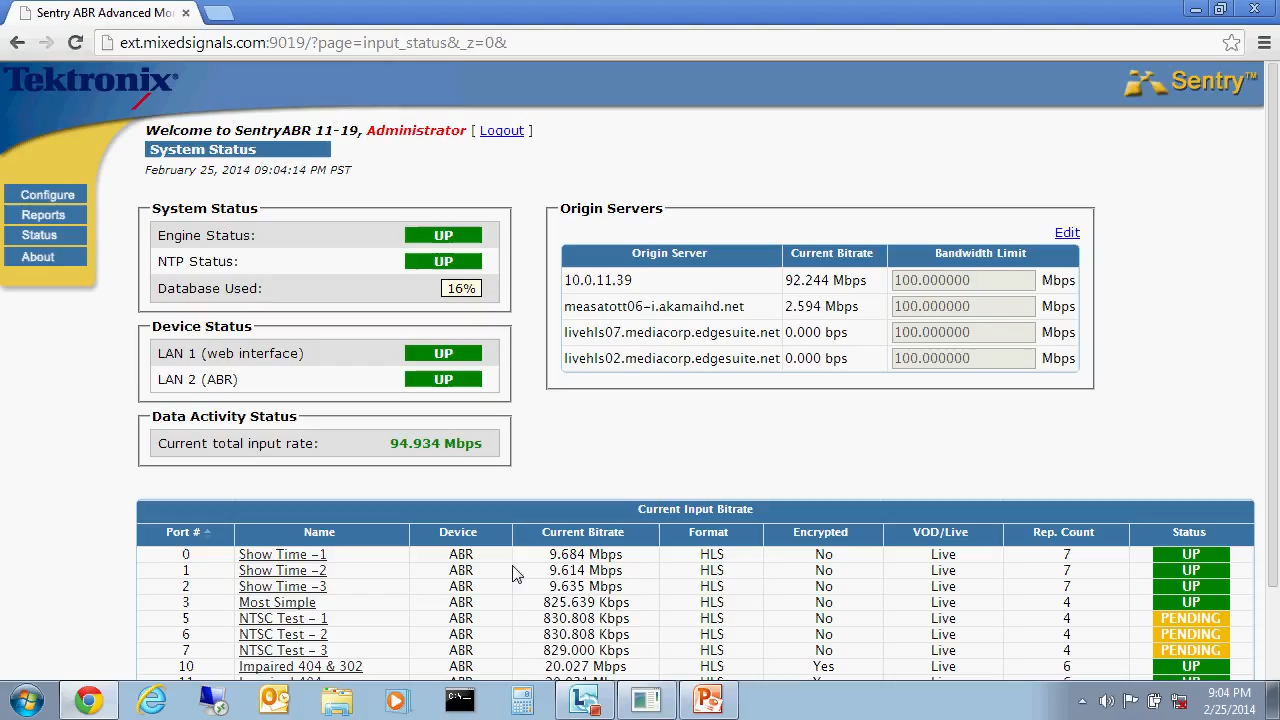 Sentry ABR Advanced Mo
ext.mixedsignals.com:9019/?page=input_status&_z=0&
Tektronix
Sentry™
Welcome to SentryABR 11-19, Administrator [ Logout ]
System Status
February 25, 2014 09:04:14 PM PST
Configure
Reports
Status
About
System Status
Engine Status: UP
NTP Status: UP
Database Used: 16%
Device Status
LAN 1 (web interface) UP
LAN 2 (ABR) UP
Data Activity Status
Current total input rate: 94.934 Mbps
Origin Servers
Edit
Origin Server Current Bitrate Bandwidth Limit
10.0.11.39 92.244 Mbps 100.000000 Mbps
measatott06-i.akamaihd.net 2.594 Mbps 100.000000 Mbps
livehls07.mediacorp.edgesuite.net 0.000 bps 100.000000 Mbps
livehls02.mediacorp.edgesuite.net 0.000 bps 100.000000 Mbps
Current Input Bitrate
Port # Name Device Current Bitrate Format Encrypted VOD/Live Rep. Count Status
0 Show Time -1 ABR 9.684 Mbps HLS No Live 7 UP
1 Show Time -2 ABR 9.614 Mbps HLS No Live 7 UP
2 Show Time -3 ABR 9.635 Mbps HLS No Live 7 UP
3 Most Simple ABR 825.639 Kbps HLS No Live 4 UP
5 NTSC Test - 1 ABR 830.808 Kbps HLS No Live 4 PENDING
6 NTSC Test - 2 ABR 830.808 Kbps HLS No Live 4 PENDING
7 NTSC Test - 3 ABR 829.000 Kbps HLS No Live 4 PENDING
10 Impaired 404 & 302 ABR 20.027 Mbps HLS Yes Live 6 UP
9:04 PM
2/25/2014